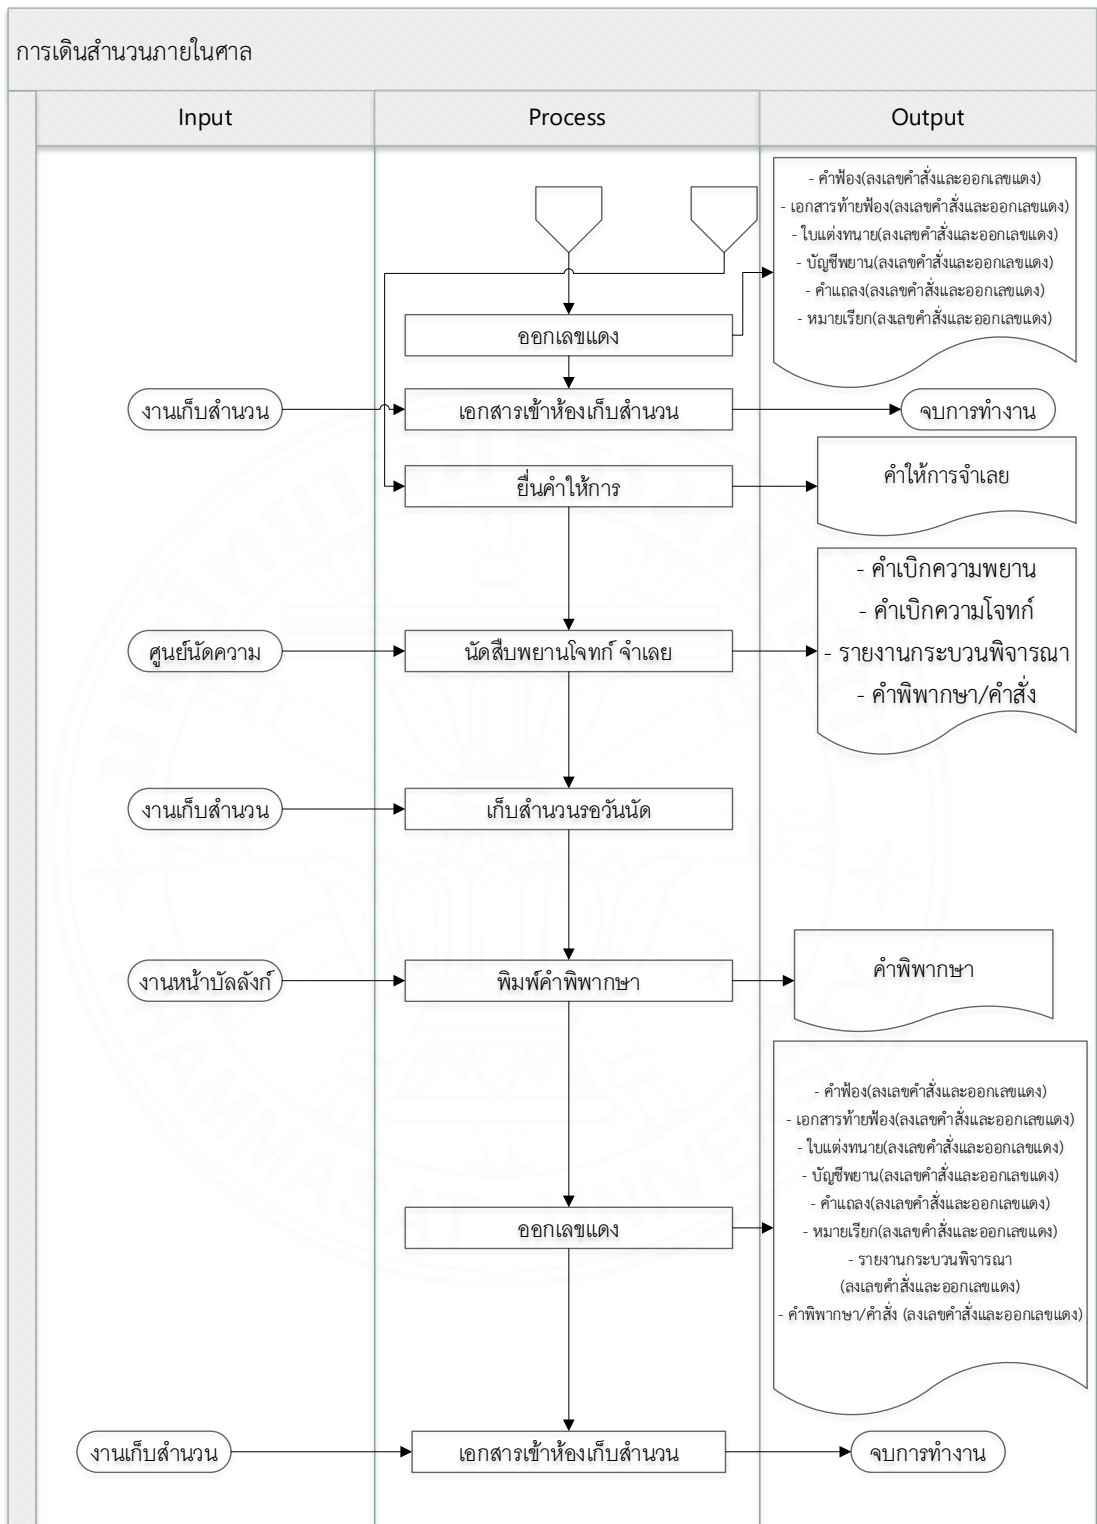 การเดินสำนวนภายในศาล
Input
Process
Output
- คำฟ้อง(ลงเลขคำสั่งและออกเลขแดง)
- เอกสารท้ายฟ้อง(ลงเลขคำสั่งและออกเลขแดง)
- ใบแต่งทนาย(ลงเลขคำสั่งและออกเลขแดง)
- บัญชีพยาน(ลงเลขคำสั่งและออกเลขแดง)
- คำแถลง(ลงเลขคำสั่งและออกเลขแดง)
- หมายเรียก(ลงเลขคำสั่งและออกเลขแดง)
ออกเลขแดง
งานเก็บสำนวน
เอกสารเข้าห้องเก็บสำนวน
จบการทำงาน
ยื่นคำให้การ
คำให้การจำเลย
- คำเบิกความพยาน
- คำเบิกความโจทก์
- รายงานกระบวนพิจารณา
- คำพิพากษา/คำสั่ง
ศูนย์นัดความ
นัดสืบพยานโจทก์ จำเลย
งานเก็บสำนวน
เก็บสำนวนรอวันนัด
งานหน้าบัลลังก์
พิมพ์คำพิพากษา
คำพิพากษา
- คำฟ้อง(ลงเลขคำสั่งและออกเลขแดง)
- เอกสารท้ายฟ้อง(ลงเลขคำสั่งและออกเลขแดง)
- ใบแต่งทนาย(ลงเลขคำสั่งและออกเลขแดง)
- บัญชีพยาน(ลงเลขคำสั่งและออกเลขแดง)
- คำแถลง(ลงเลขคำสั่งและออกเลขแดง)
- หมายเรียก(ลงเลขคำสั่งและออกเลขแดง)
- รายงานกระบวนพิจารณา
(ลงเลขคำสั่งและออกเลขแดง)
- คำพิพากษา/คำสั่ง (ลงเลขคำสั่งและออกเลขแดง)
ออกเลขแดง
งานเก็บสำนวน
เอกสารเข้าห้องเก็บสำนวน
จบการทำงาน